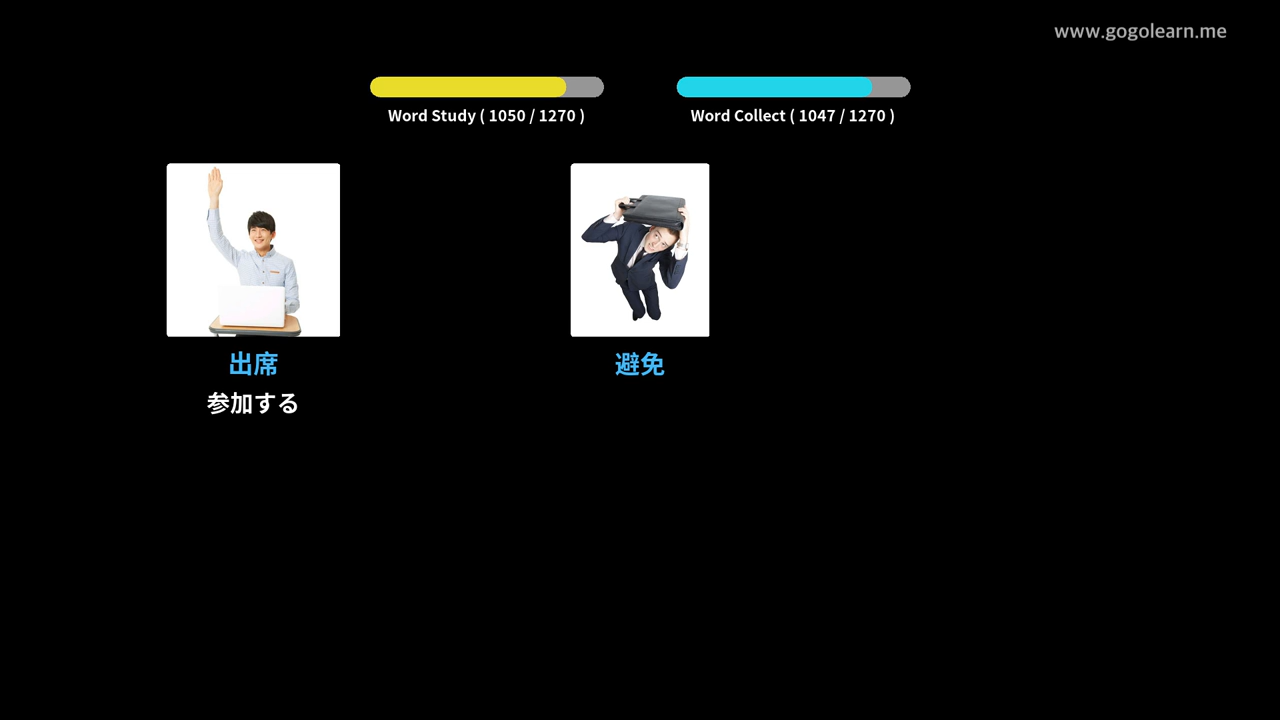 www.gogolearn.me
Word Study ( 1050 / 1270 )
Word Collect ( 1047 / 1270 )
出席
参加する
避免